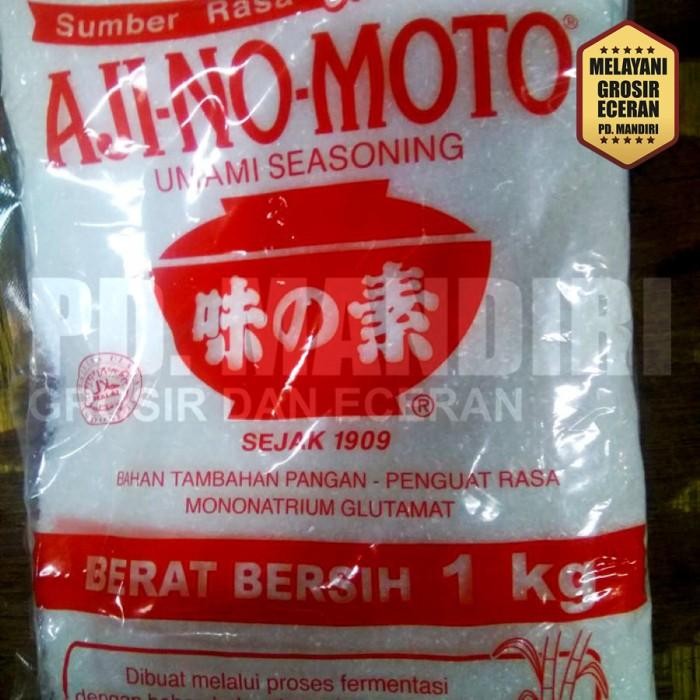 Sumber Rasa
AJI-NO-MOTO®
UMAMI SEASONING
MELAYANI
GROSIR
ECERAN
PD. MANDIRI
味の素
®
PD. MANDIRI
GROSIR DAN ECERAN
SEJAK 1909
BAHAN TAMBAHAN PANGAN - PENGUAT RASA
MONONATRIUM GLUTAMAT
BERAT BERSIH 1 kg
Dibuat melalui proses fermentasi
dengan